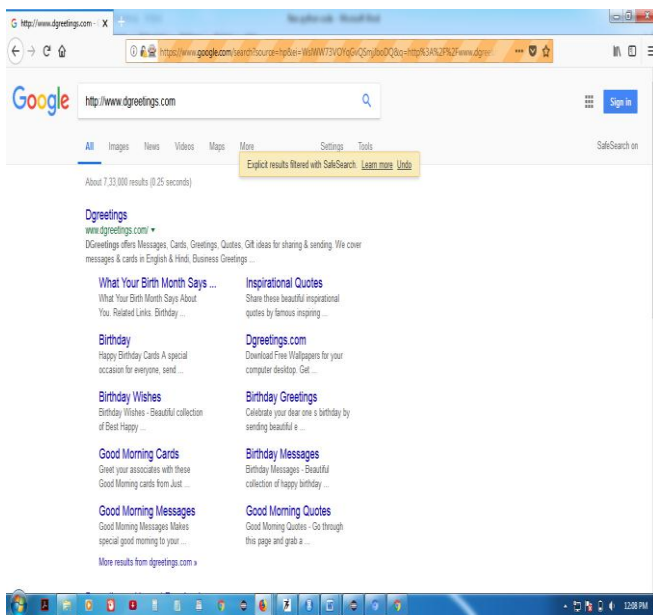 http://www.dgreetings.com - X
https://www.google.com/search?source=hp&ei=
Google
http://www.dgreetings.com
Sign in
All Images News Videos Maps More Settings Tools
SafeSearch on
Explicit results filtered with SafeSearch. Learn more Undo
About 7,33,000 results (0.25 seconds)
Dgreetings
www.dgreetings.com/
DGreetings offers Messages, Cards, Greetings, Quotes, Gift ideas for sharing & sending. We cover
messages & cards in English & Hindi, Business Greetings ...
What Your Birth Month Says ...
What Your Birth Month Says About
You. Related Links. Birthday ...
Inspirational Quotes
Share these beautiful inspirational
quotes by famous inspiring ...
Birthday
Happy Birthday Cards A special
occasion for everyone, send ...
Dgreetings.com
Download Free Wallpapers for your
computer desktop. Get ...
Birthday Wishes
Birthday Wishes - Beautiful collection
of Best Happy ...
Birthday Greetings
Celebrate your dear one s birthday by
sending beautiful e ...
Good Morning Cards
Greet your associates with these
Good Morning cards from Just ...
Birthday Messages
Birthday Messages - Beautiful
collection of happy birthday ...
Good Morning Messages
Good Morning Messages Makes
special good morning to your ...
Good Morning Quotes
Good Morning Quotes - Go through
this page and grab a ...
More results from dgreetings.com »
12:08 PM